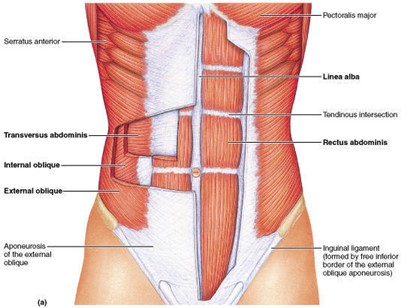 Pectoralis major
Serratus anterior
Linea alba
Tendinous intersection
Transversus abdominis
Rectus abdominis
Internal oblique
External oblique
Aponeurosis
of the external
oblique
Inguinal ligament
(formed by free inferior
border of the external
oblique aponeurosis)
(a)